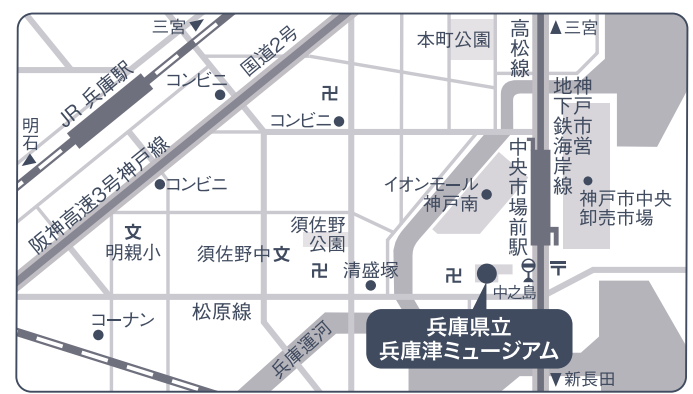 三宮
国道2号
本町公園
高松線
三宮
JR 兵庫駅
コンビニ
卍
コンビニ
神戸市営
地下鉄海岸線
明石
阪神高速3号神戸線
コンビニ
中央市場前駅
イオンモール
神戸南
神戸市中央
卸売市場
文
明親小
須佐野中文
須佐野
公園
卍
清盛塚
卍
〒
中之島
コーナン
松原線
兵庫運河
兵庫県立
兵庫津ミュージアム
新長田